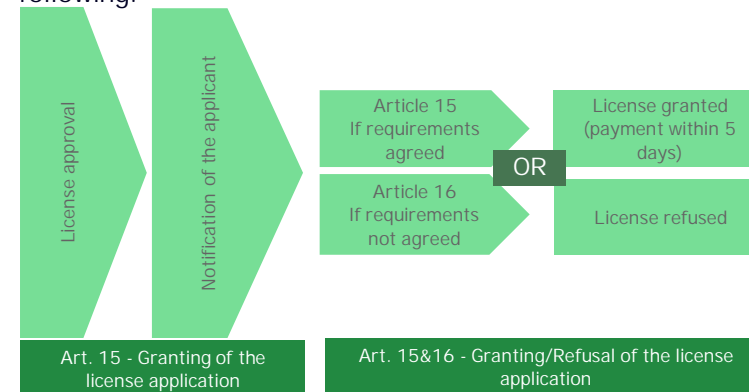 following:
License approval
Notification of the applicant
Article 15
If requirements
agreed
License granted
(payment within 5
days)
OR
Article 16
If requirements
not agreed
License refused
Art. 15 - Granting of the
license application
Art. 15&16 - Granting/Refusal of the license
application